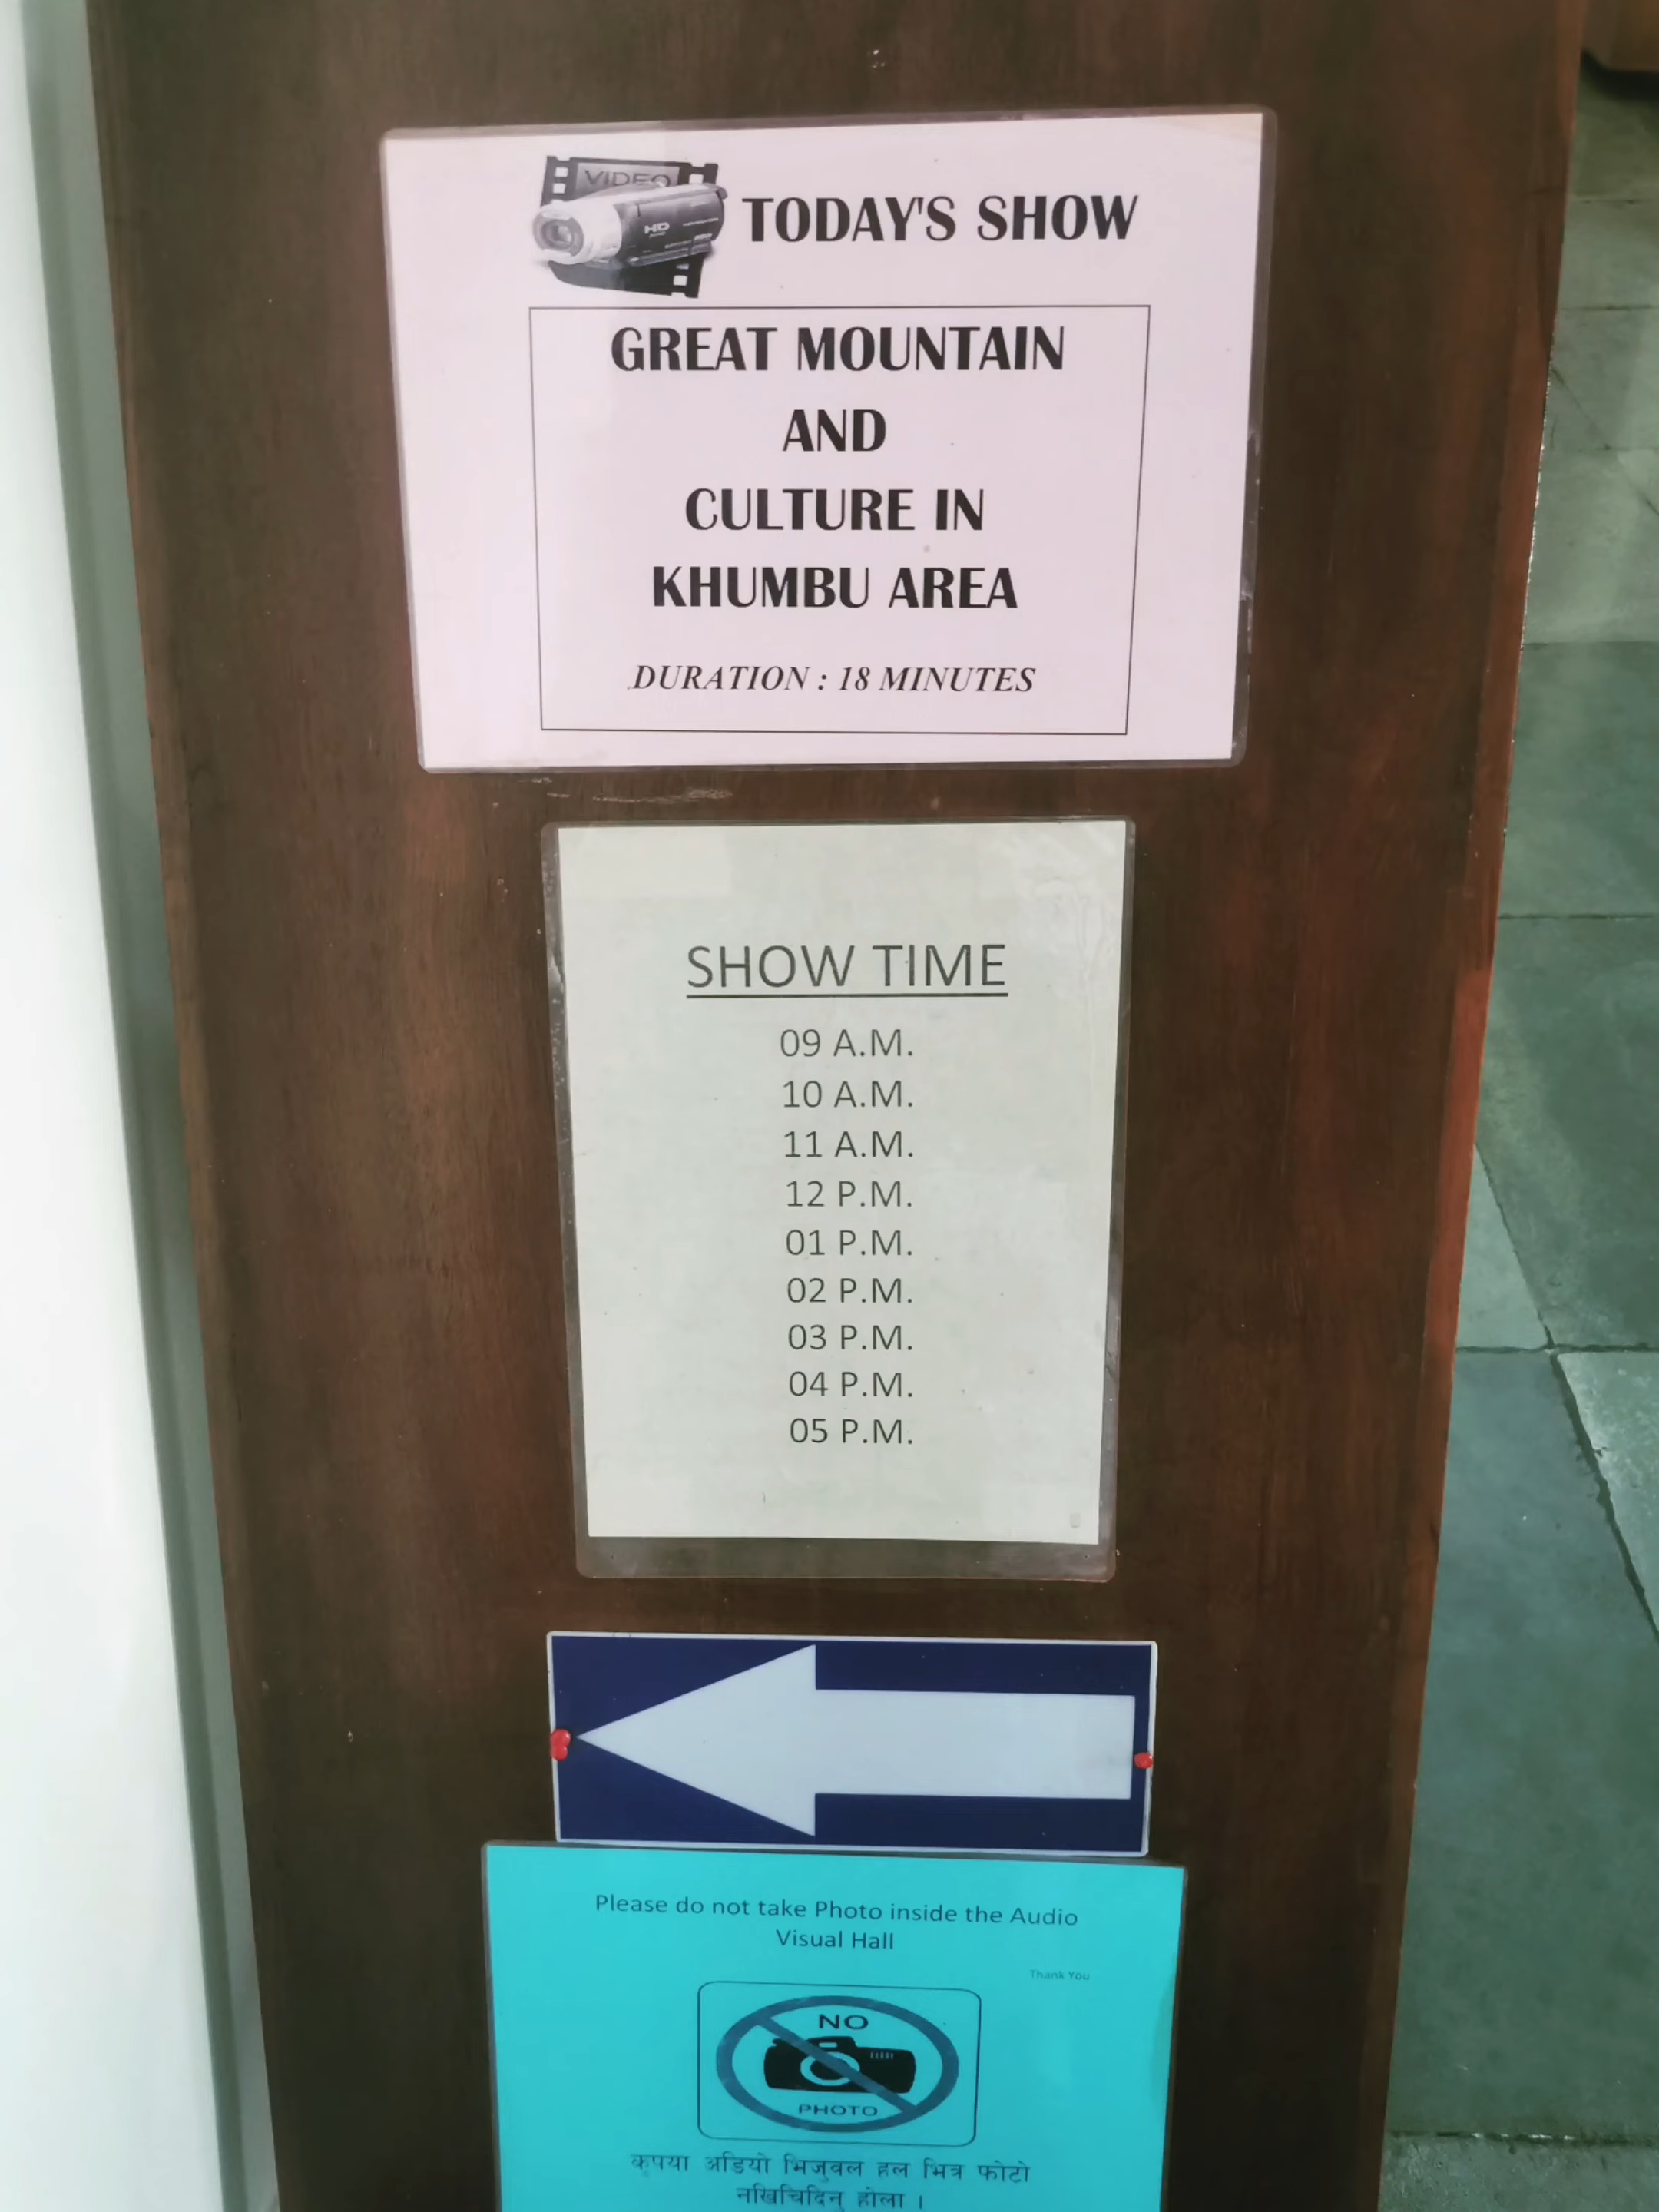 VIDEO
HD
TODAY'S SHOW
GREAT MOUNTAIN
AND
CULTURE IN
KHUMBU AREA
DURATION : 18 MINUTES
SHOW TIME
09 A.M.
10 A.M.
11 A.M.
12 P.M.
01 P.M.
02 P.M.
03 P.M.
04 P.M.
05 P.M.
Please do not take Photo inside the Audio
Visual Hall
Thank You
NO
PHOTO
कृपया अडियो भिजुवल हल भित्र फोटो
नखिचिदिनु होला ।